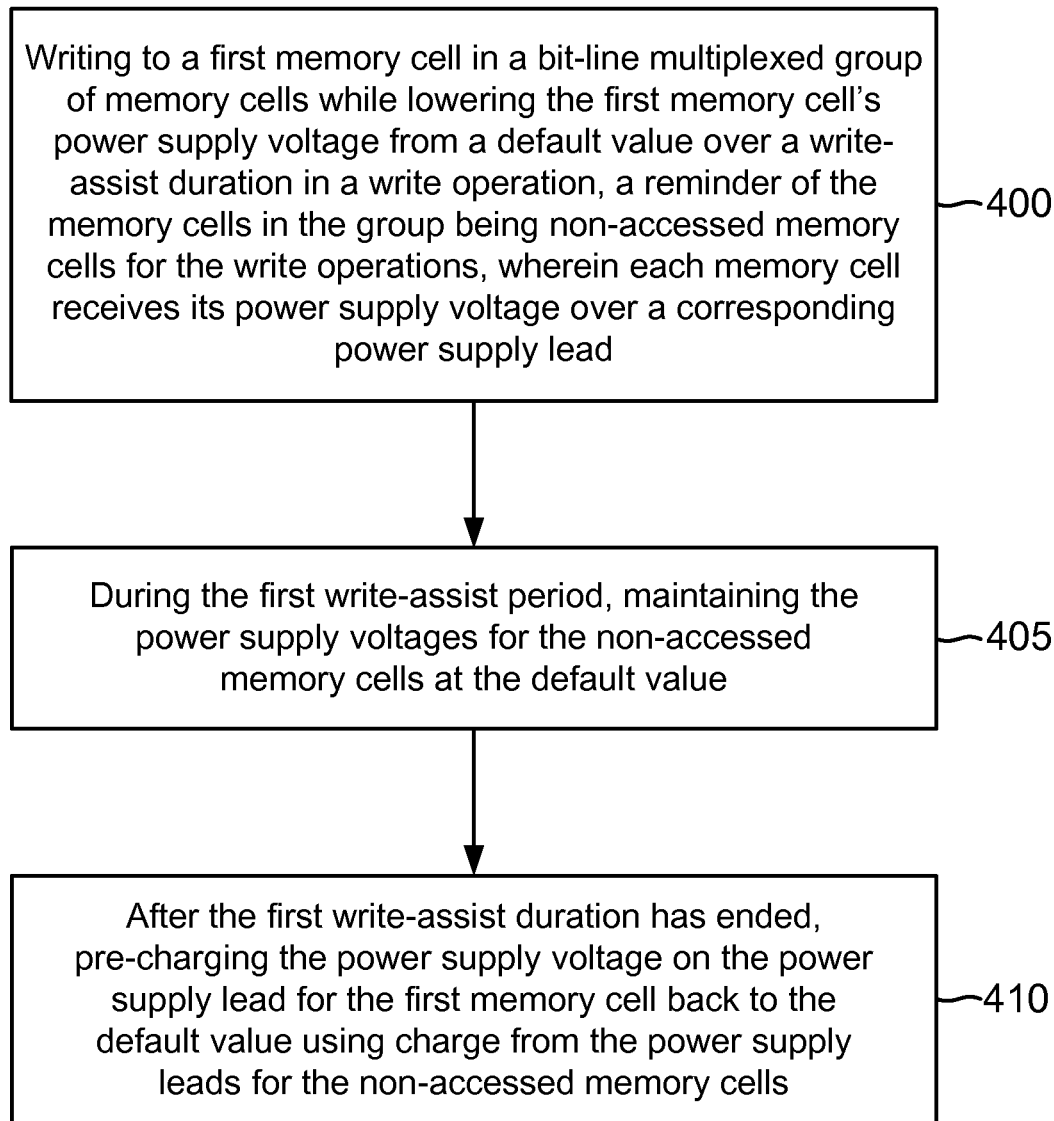 Writing to a first memory cell in a bit-line multiplexed group
of memory cells while lowering the first memory cell's
power supply voltage from a default value over a write-
assist duration in a write operation, a reminder of the
memory cells in the group being non-accessed memory
cells for the write operations, wherein each memory cell
receives its power supply voltage over a corresponding
power supply lead
400
During the first write-assist period, maintaining the
power supply voltages for the non-accessed
memory cells at the default value
405
After the first write-assist duration has ended,
pre-charging the power supply voltage on the power
supply lead for the first memory cell back to the
default value using charge from the power supply
leads for the non-accessed memory cells
410